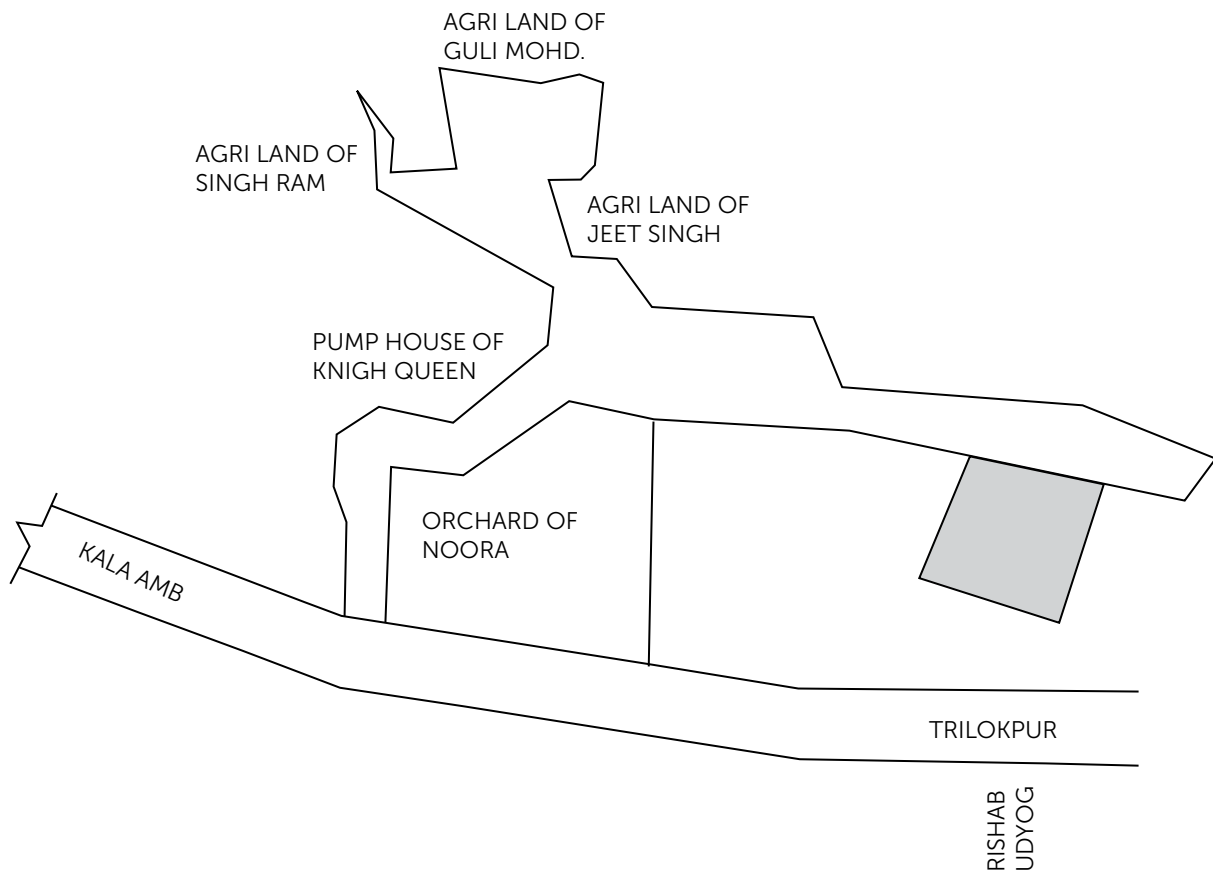 AGRI LAND OF
GULI MOHD.
AGRI LAND OF
SINGH RAM
AGRI LAND OF
JEET SINGH
PUMP HOUSE OF
KNIGH QUEEN
ORCHARD OF
NOORA
KALA AMB
TRILOKPUR
RISHAB
UDYOG